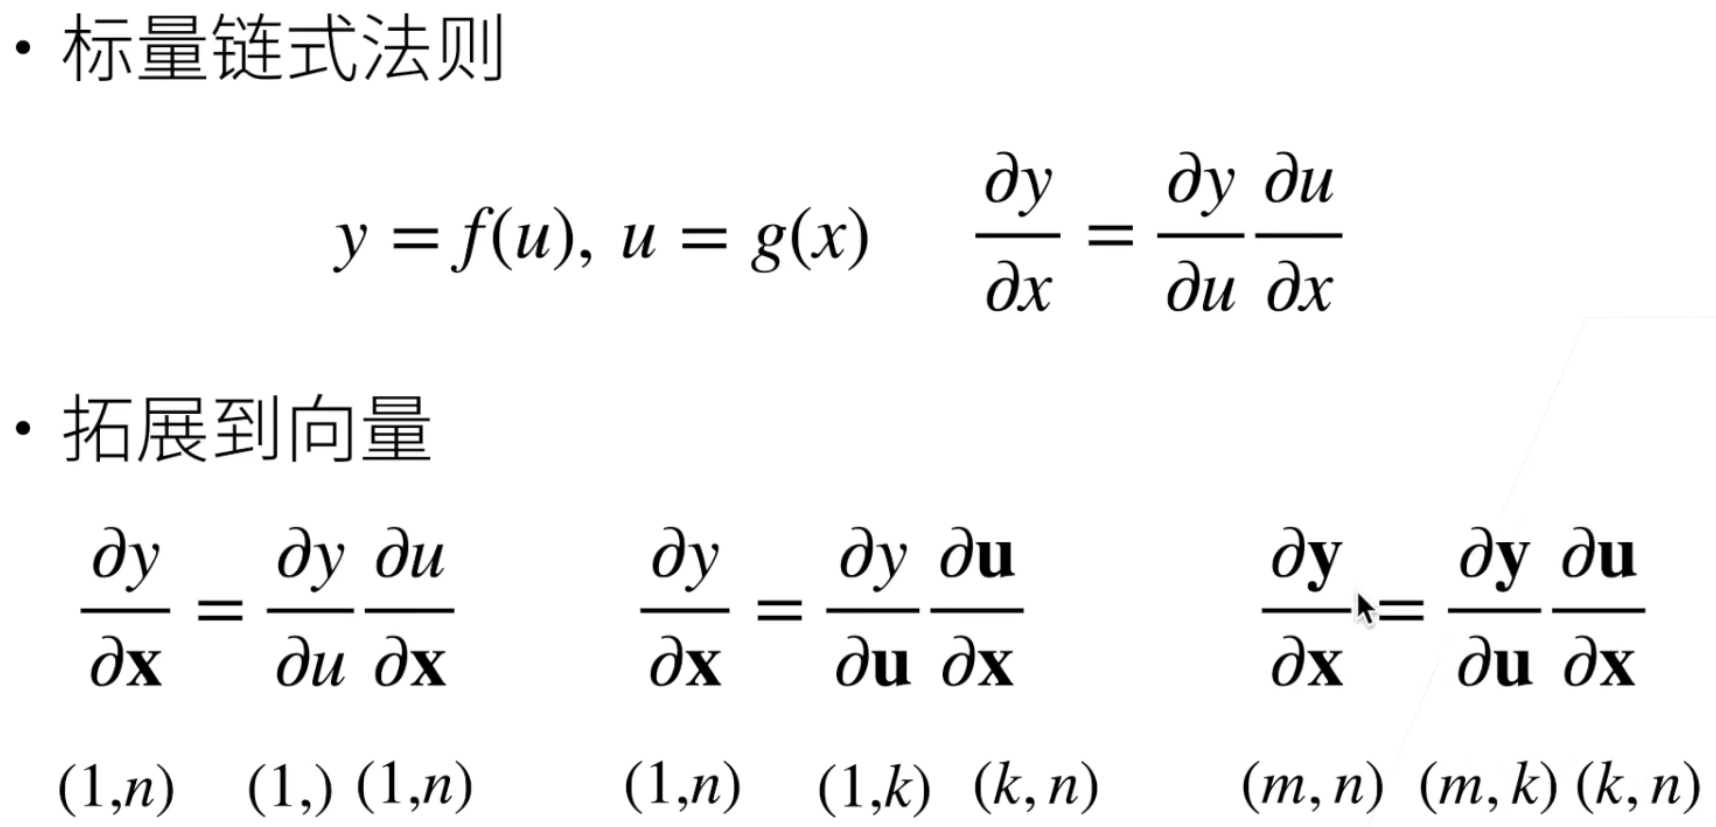 • 标量链式法则
y = f(u), u = g(x) ∂y/∂x = ∂y/∂u ∂u/∂x
• 拓展到向量
∂y/∂𝐱 = ∂y/∂u ∂u/∂𝐱 ∂y/∂𝐱 = ∂y/∂𝐮 ∂𝐮/∂𝐱 ∂𝐲/∂𝐱 = ∂𝐲/∂𝐮 ∂𝐮/∂𝐱
(1,n) (1,) (1,n) (1,n) (1,k) (k, n) (m, n) (m, k) (k, n)